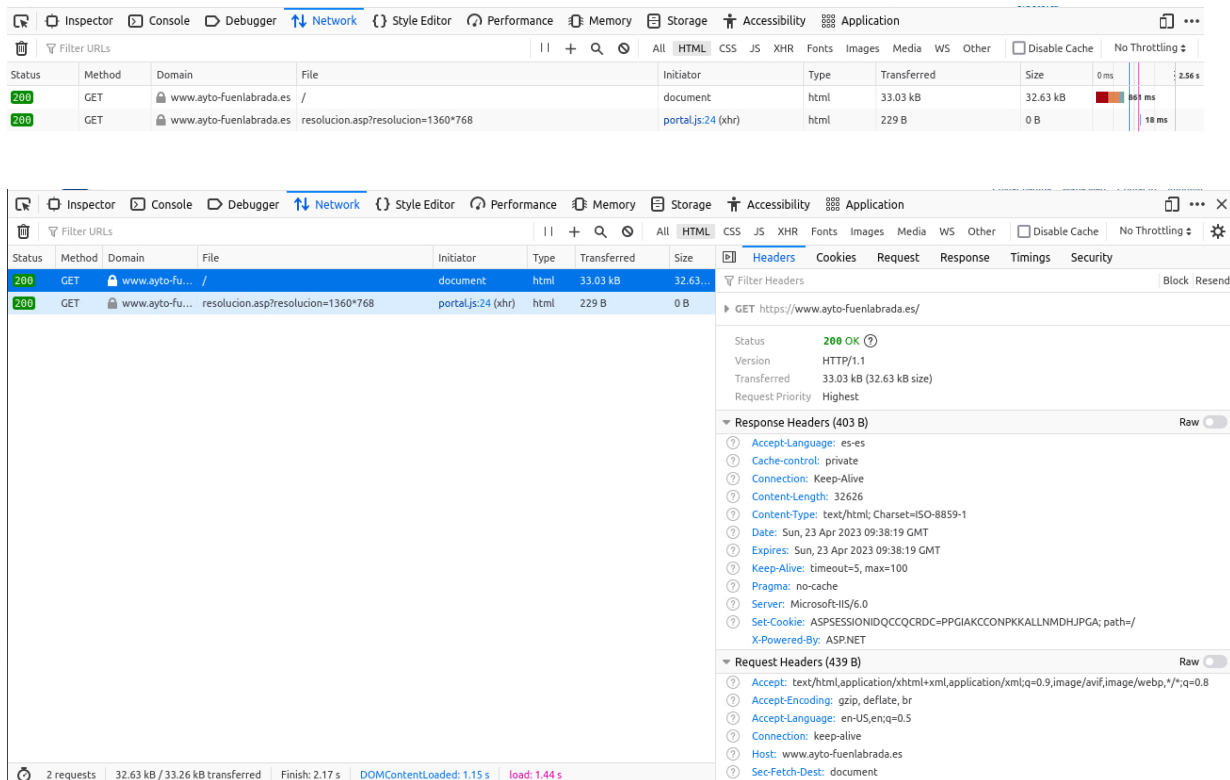 Inspector Console Debugger Network Style Editor Performance Memory Storage Accessibility Application
Filter URLs All HTML CSS JS XHR Fonts Images Media WS Other Disable Cache No Throttling
Status Method Domain File Initiator Type Transferred Size 0 ms 2.56 s
200 GET www.ayto-fuenlabrada.es / document html 33.03 kB 32.63 kB 861 ms
200 GET www.ayto-fuenlabrada.es resolucion.asp?resolucion=1360*768 portal.js:24 (xhr) html 229 B 0 B 18 ms
Inspector Console Debugger Network Style Editor Performance Memory Storage Accessibility Application
Filter URLs All HTML CSS JS XHR Fonts Images Media WS Other Disable Cache No Throttling
Status Method Domain File Initiator Type Transferred Size
200 GET www.ayto-fu... / document html 33.03 kB 32.63...
200 GET www.ayto-fu... resolucion.asp?resolucion=1360*768 portal.js:24 (xhr) html 229 B 0 B
Headers Cookies Request Response Timings Security
Filter Headers Block Resend
GET https://www.ayto-fuenlabrada.es/
Status 200 OK
Version HTTP/1.1
Transferred 33.03 kB (32.63 kB size)
Request Priority Highest
Response Headers (403 B) Raw
Accept-Language: es-es
Cache-control: private
Connection: Keep-Alive
Content-Length: 32626
Content-Type: text/html; Charset=ISO-8859-1
Date: Sun, 23 Apr 2023 09:38:19 GMT
Expires: Sun, 23 Apr 2023 09:38:19 GMT
Keep-Alive: timeout=5, max=100
Pragma: no-cache
Server: Microsoft-IIS/6.0
Set-Cookie: ASPSESSIONIDQCCQCRDC=PPGIAKCCONPKKALLNMDHJPGA; path=/
X-Powered-By: ASP.NET
Request Headers (439 B) Raw
Accept: text/html,application/xhtml+xml,application/xml;q=0.9,image/avif,image/webp,*/*;q=0.8
Accept-Encoding: gzip, deflate, br
Accept-Language: en-US,en;q=0.5
Connection: keep-alive
Host: www.ayto-fuenlabrada.es
Sec-Fetch-Dest: document
2 requests 32.63 kB / 33.26 kB transferred Finish: 2.17 s DOMContentLoaded: 1.15 s load: 1.44 s